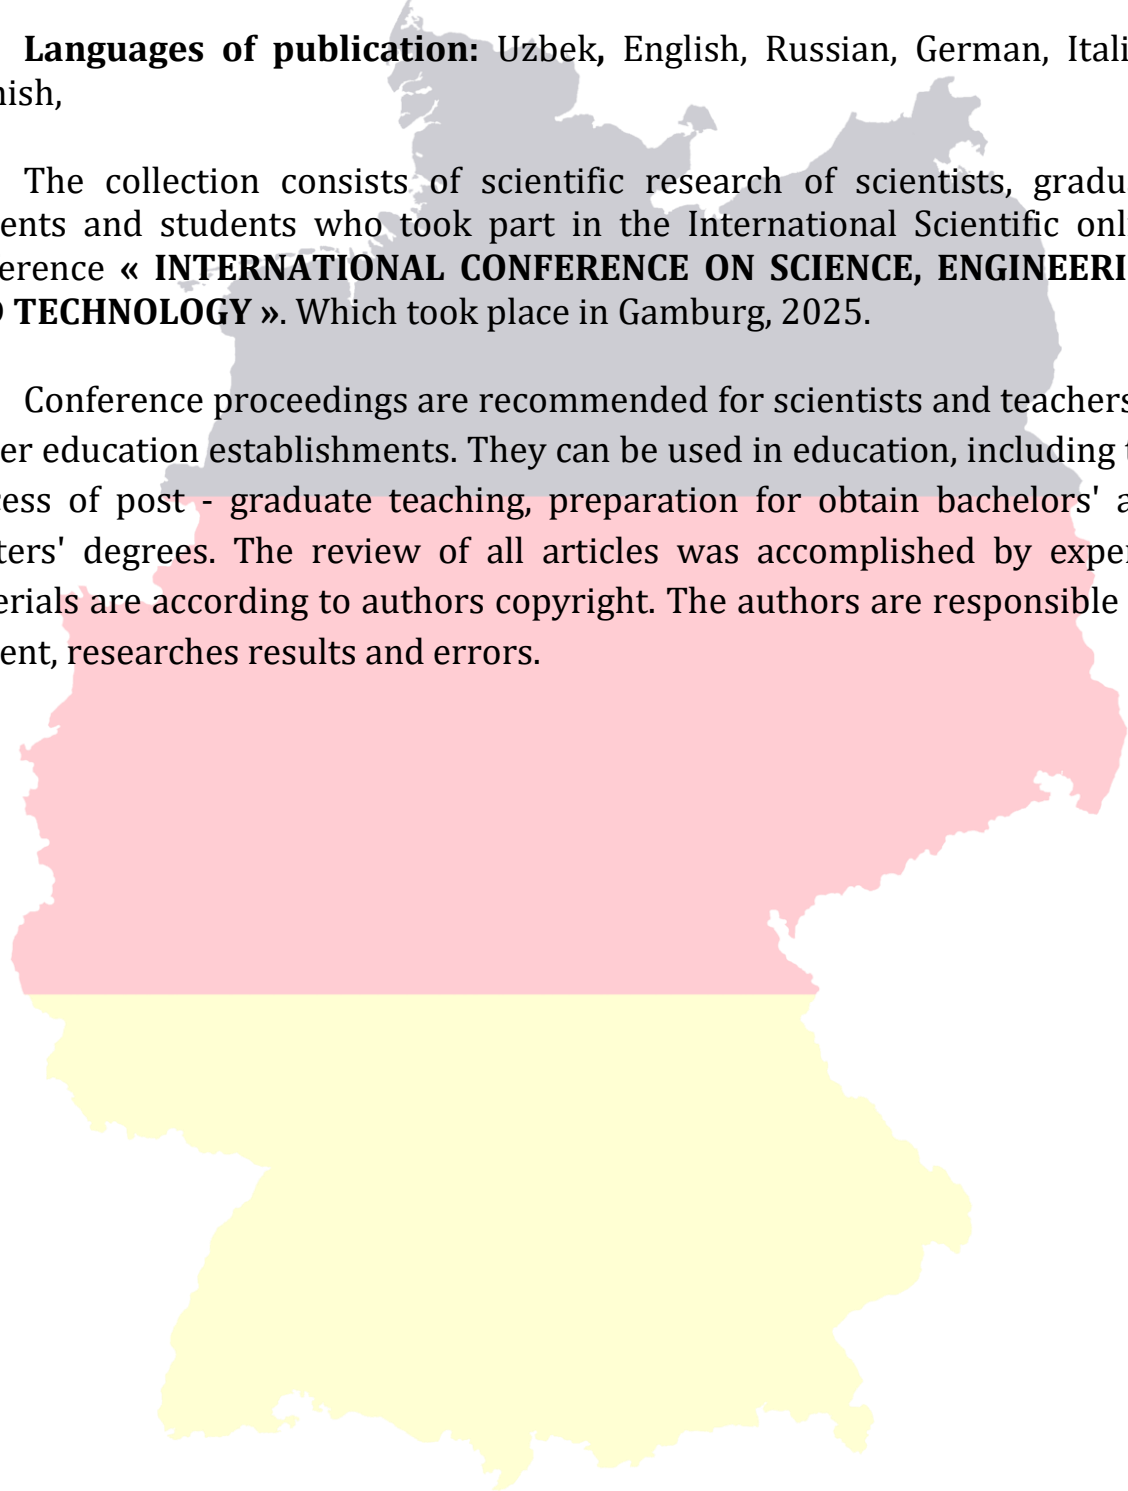 Languages of publication: Uzbek, English, Russian, German, Itali
nish,
The collection consists of scientific research of scientists, gradu
ents and students who took part in the International Scientific onl
erence « INTERNATIONAL CONFERENCE ON SCIENCE, ENGINEERI
D TECHNOLOGY ». Which took place in Gamburg, 2025.
Conference proceedings are recommended for scientists and teachers
er education establishments. They can be used in education, including t
cess of post - graduate teaching, preparation for obtain bachelors' a
ters' degrees. The review of all articles was accomplished by exper
erials are according to authors copyright. The authors are responsible
ent, researches results and errors.